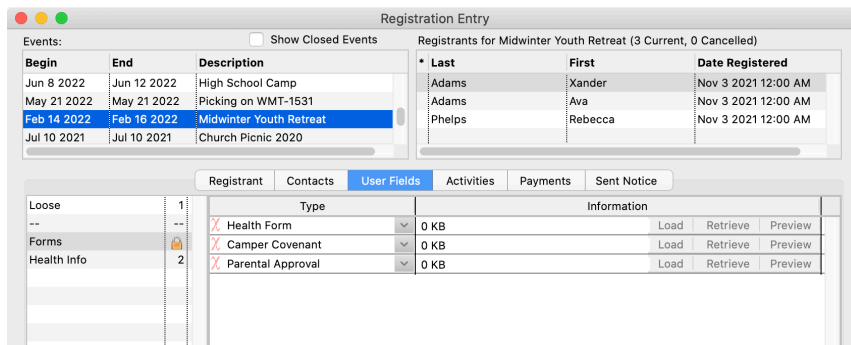 Registration Entry
Events: Show Closed Events
Begin End Description
Jun 8 2022 Jun 12 2022 High School Camp
May 21 2022 May 21 2022 Picking on WMT-1531
Feb 14 2022 Feb 16 2022 Midwinter Youth Retreat
Jul 10 2021 Jul 10 2021 Church Picnic 2020
Registrants for Midwinter Youth Retreat (3 Current, 0 Cancelled)
* Last First Date Registered
Adams Xander Nov 3 2021 12:00 AM
Adams Ava Nov 3 2021 12:00 AM
Phelps Rebecca Nov 3 2021 12:00 AM
Registrant Contacts User Fields Activities Payments Sent Notice
Loose 1
-- --
Forms
Health Info 2
Type Information
Health Form 0 KB Load Retrieve Preview
Camper Covenant 0 KB Load Retrieve Preview
Parental Approval 0 KB Load Retrieve Preview